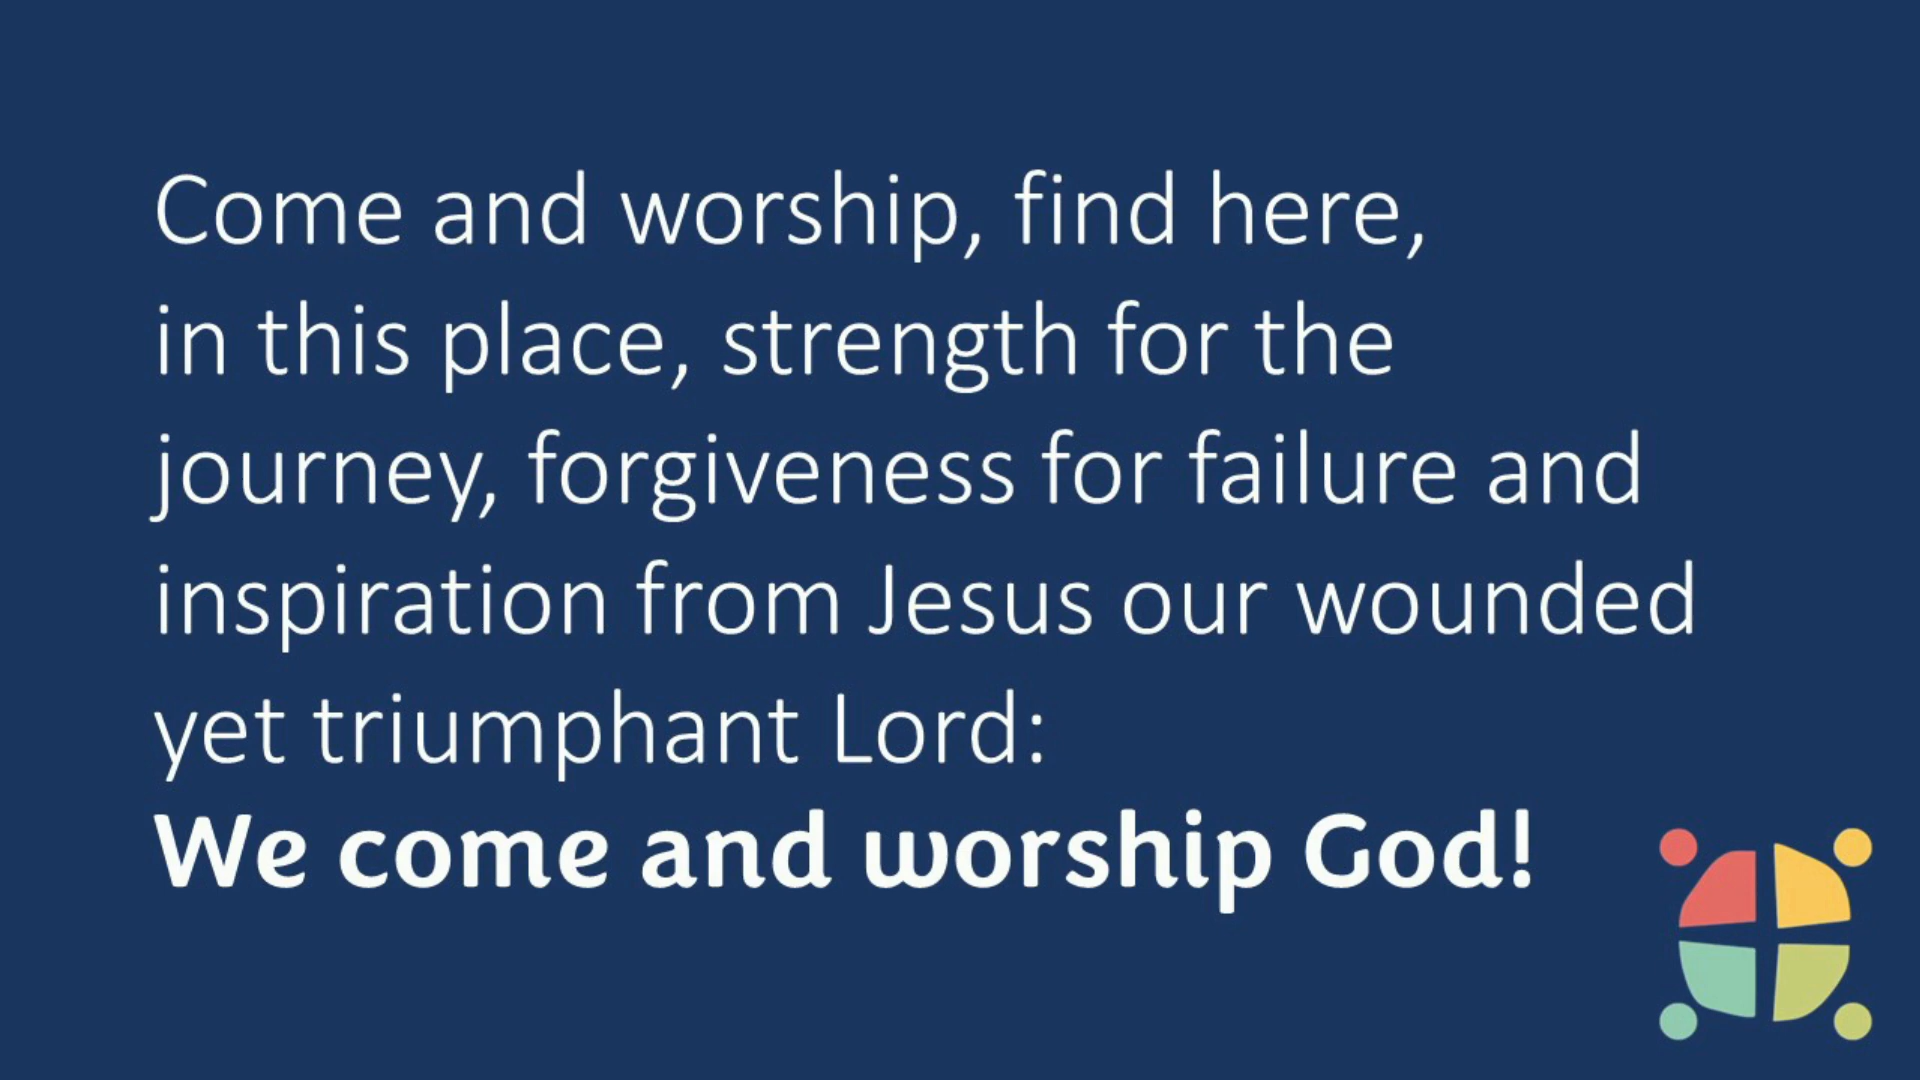 Come and worship, find here,
in this place, strength for the
journey, forgiveness for failure and
inspiration from Jesus our wounded
yet triumphant Lord:
We come and worship God!